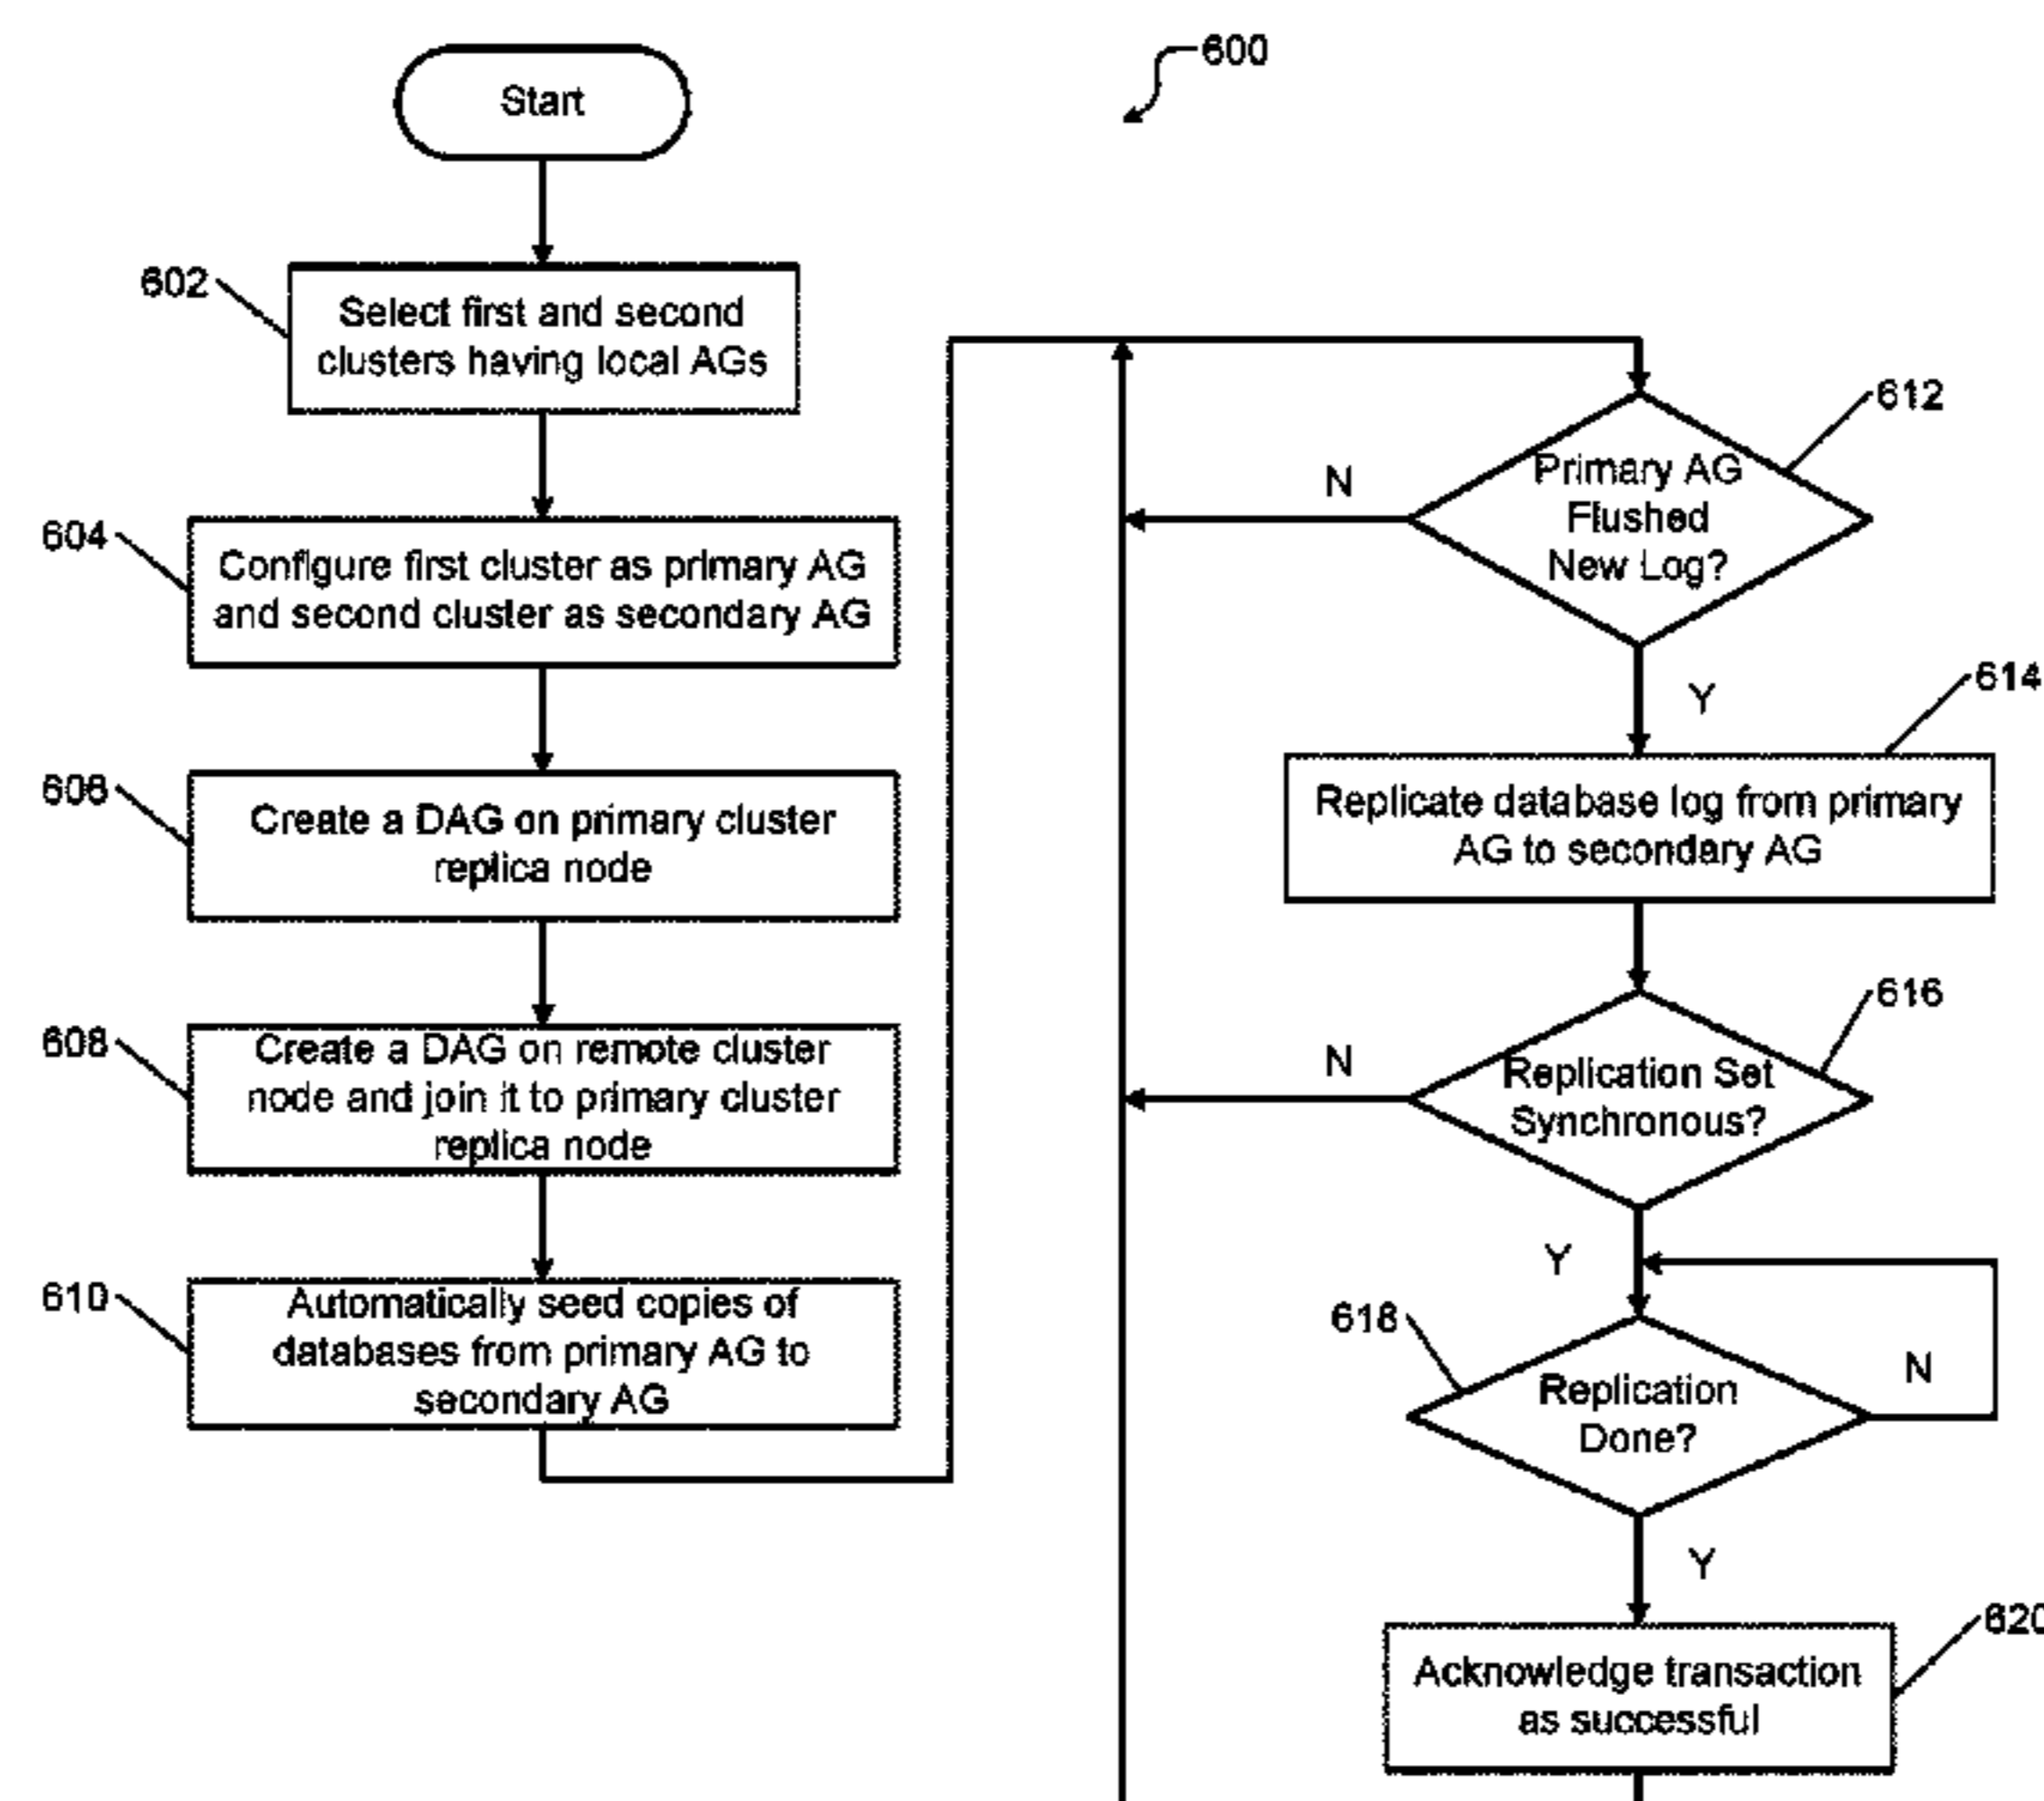 Start
600
602
Select first and second
clusters having local AGs
604
Configure first cluster as primary AG
and second cluster as secondary AG
606
Create a DAG on primary cluster
replica node
608
Create a DAG on remote cluster
node and join it to primary cluster
replica node
610
Automatically seed copies of
databases from primary AG to
secondary AG
612
Primary AG
Flushed
New Log?
N
Y
614
Replicate database log from primary
AG to secondary AG
616
Replication Set
Synchronous?
N
Y
618
Replication
Done?
N
Y
620
Acknowledge transaction
as successful